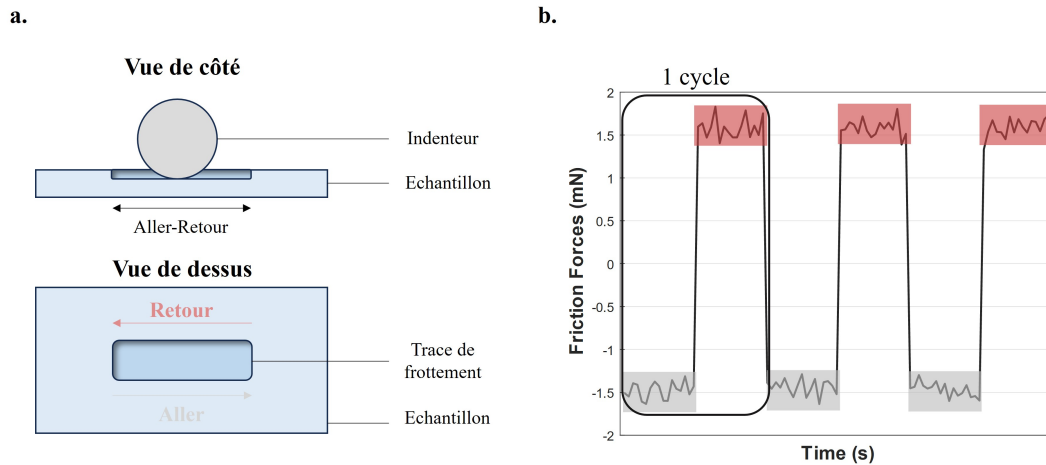 a.
Vue de côté
Indenteur
Echantillon
Aller-Retour
Vue de dessus
Retour
Trace de
frottement
Aller
Echantillon
b.
1 cycle
2
1.5
1
0.5
0
-0.5
-1
-1.5
-2
Friction Forces (mN)
Time (s)